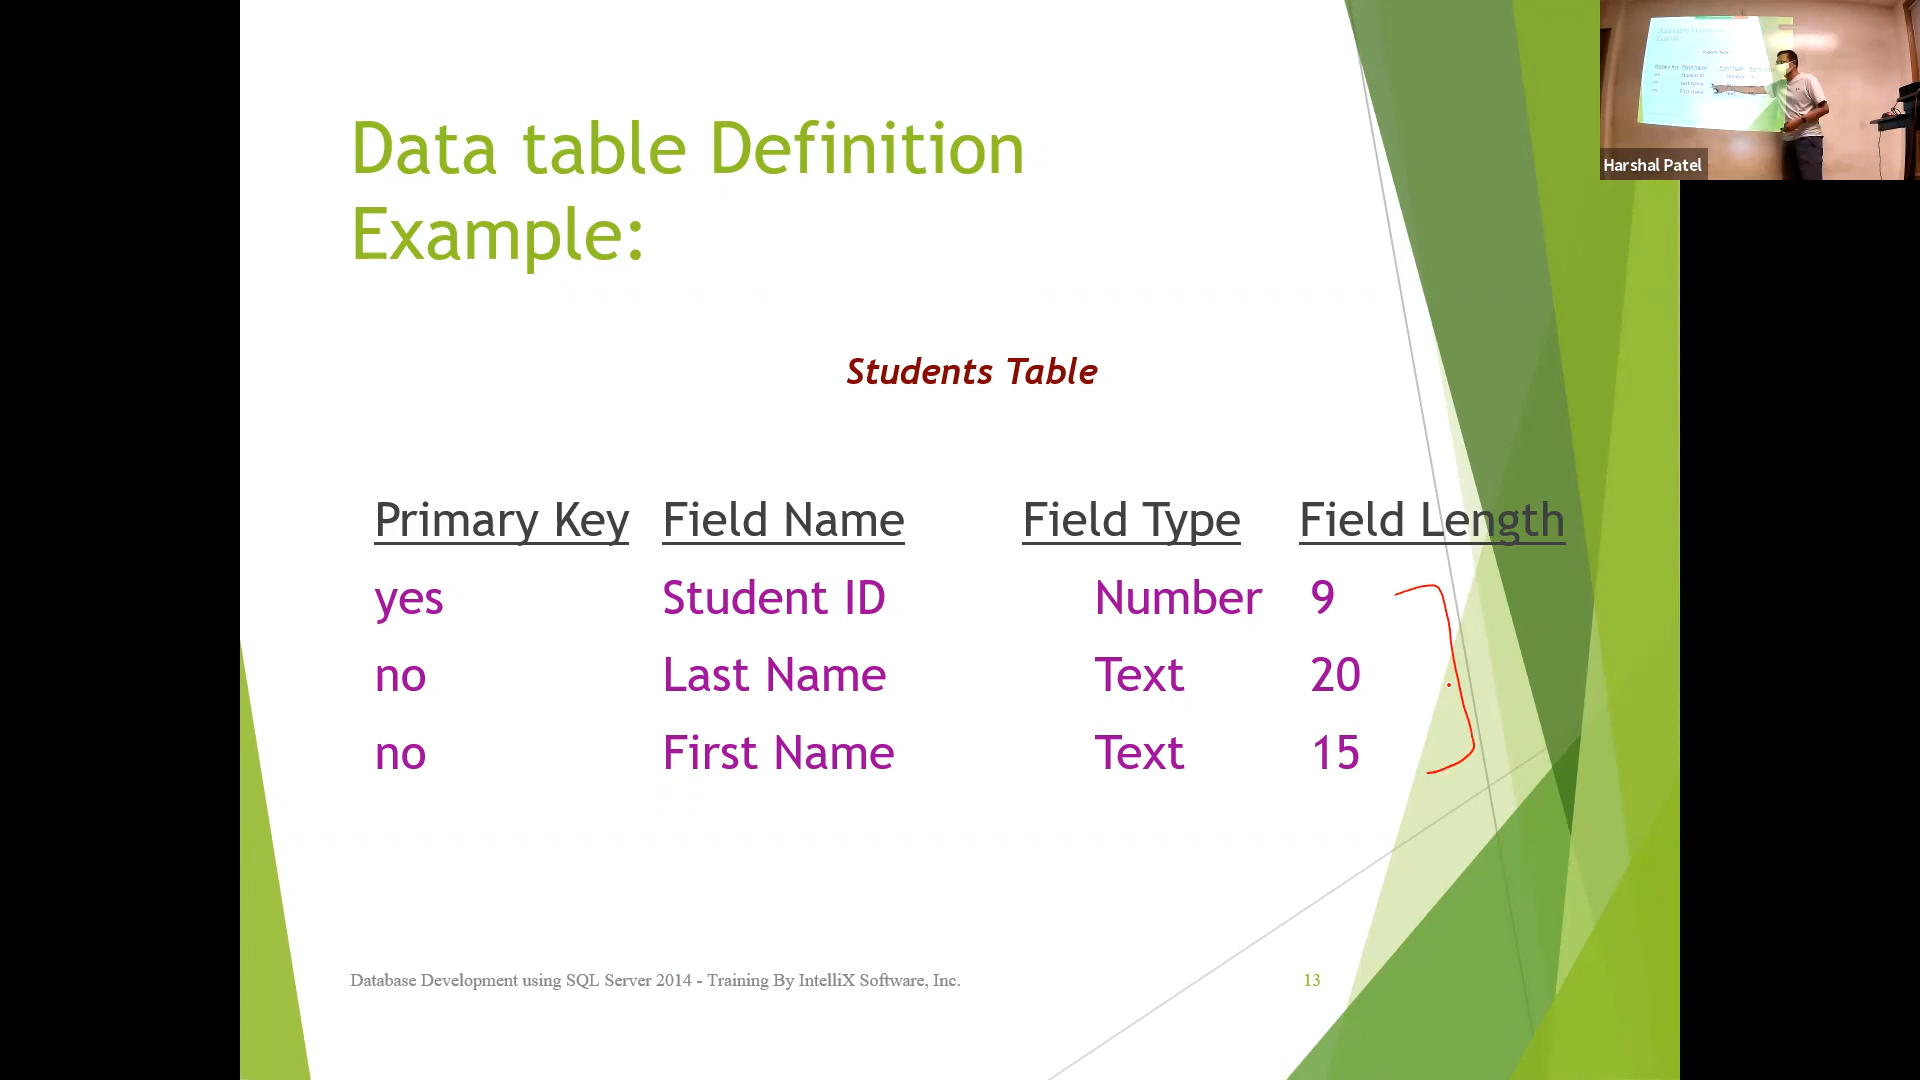 Data table Definition
Example:
Students Table
Primary Key Field Name Field Type Field Length
yes Student ID Number 9
no Last Name Text 20
no First Name Text 15
Database Development using SQL Server 2014 - Training By IntelliX Software, Inc. 13
Harshal Patel